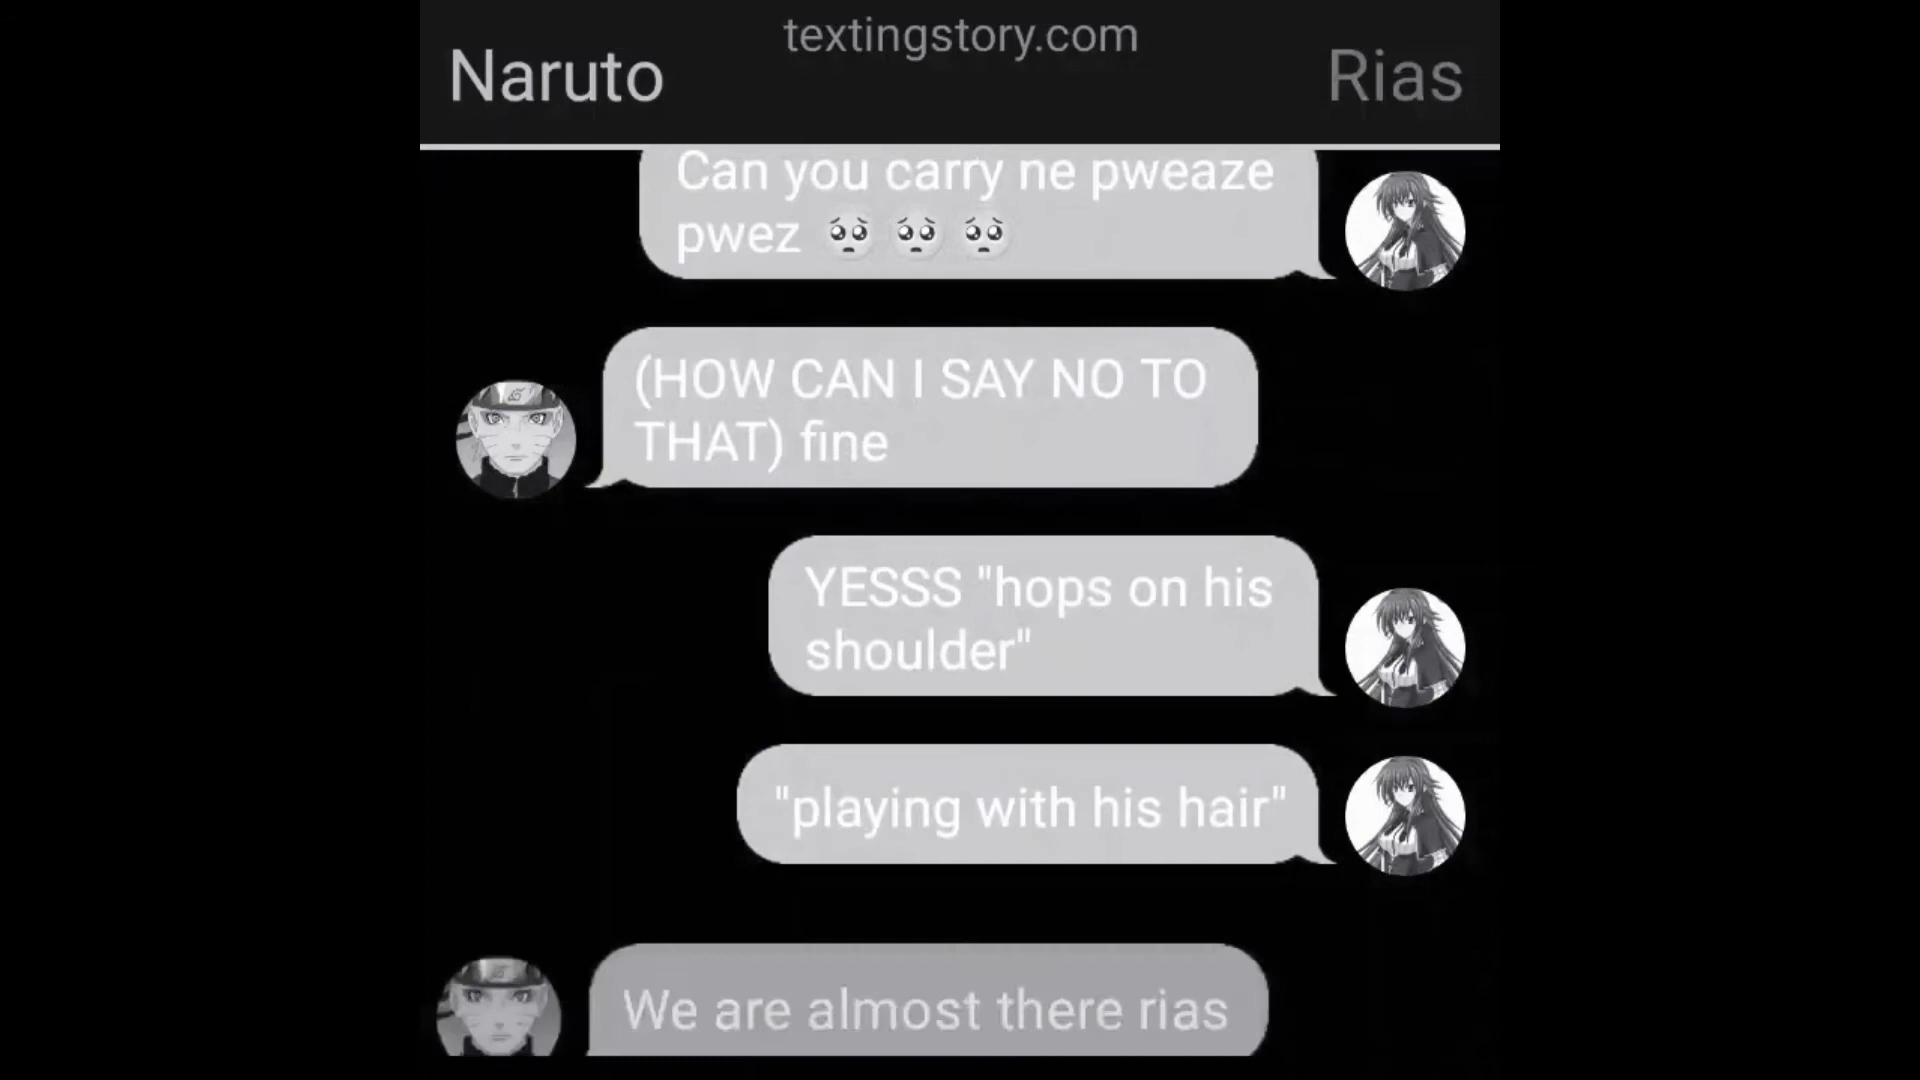 textingstory.com
Naruto
Rias
Can you carry ne pweaze
pwez 🥺 🥺 🥺
(HOW CAN I SAY NO TO
THAT) fine
YESSS "hops on his
shoulder"
"playing with his hair"
We are almost there rias